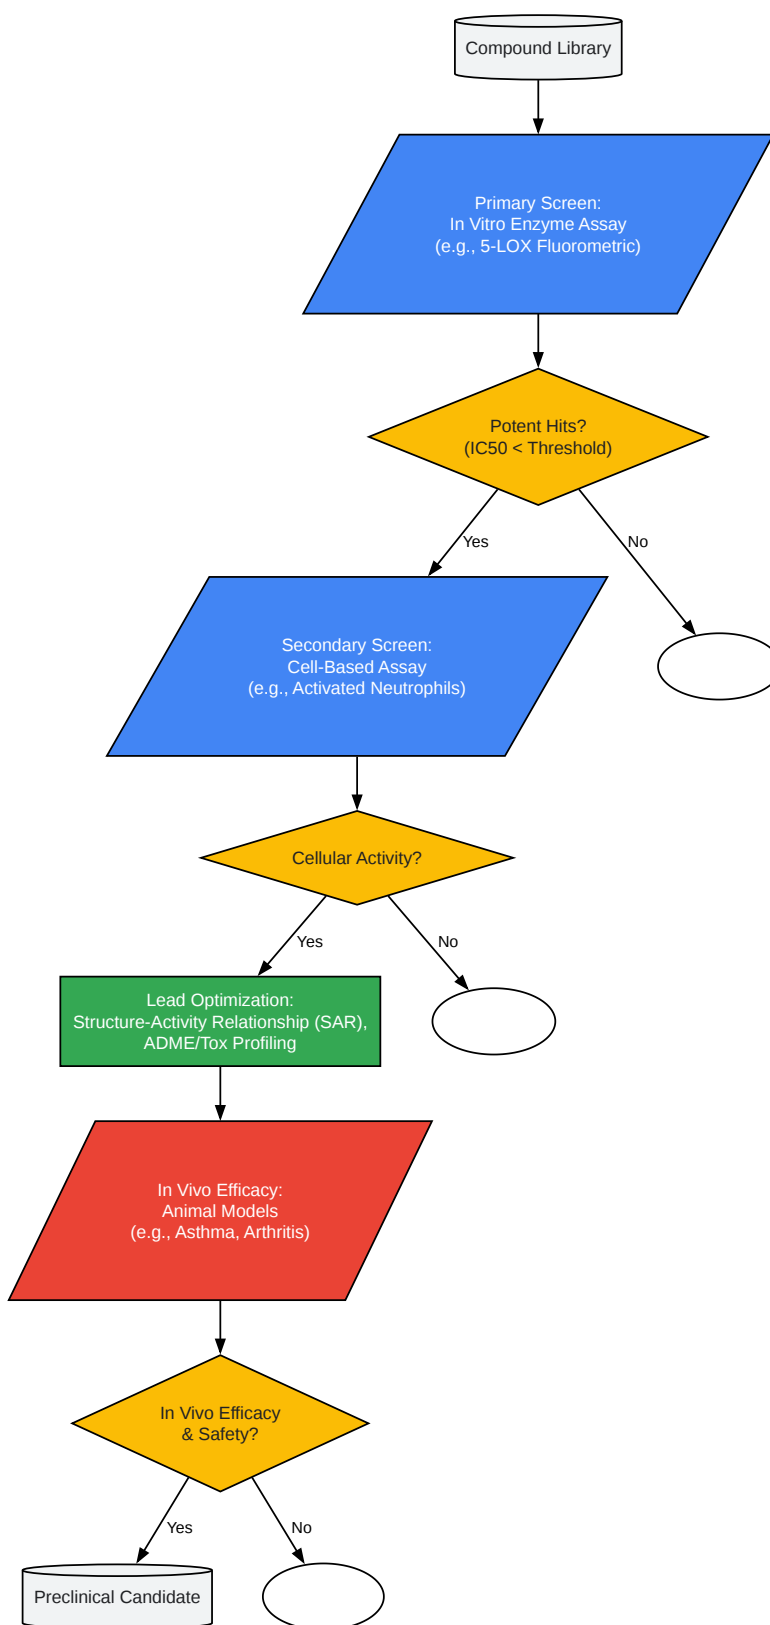 Compound Library
Primary Screen:
In Vitro Enzyme Assay
(e.g., 5-LOX Fluorometric)
Potent Hits?
(IC50 < Threshold)
Yes
No
Secondary Screen:
Cell-Based Assay
(e.g., Activated Neutrophils)
Cellular Activity?
Yes
No
Lead Optimization:
Structure-Activity Relationship (SAR),
ADME/Tox Profiling
In Vivo Efficacy:
Animal Models
(e.g., Asthma, Arthritis)
In Vivo Efficacy
& Safety?
Yes
No
Preclinical Candidate